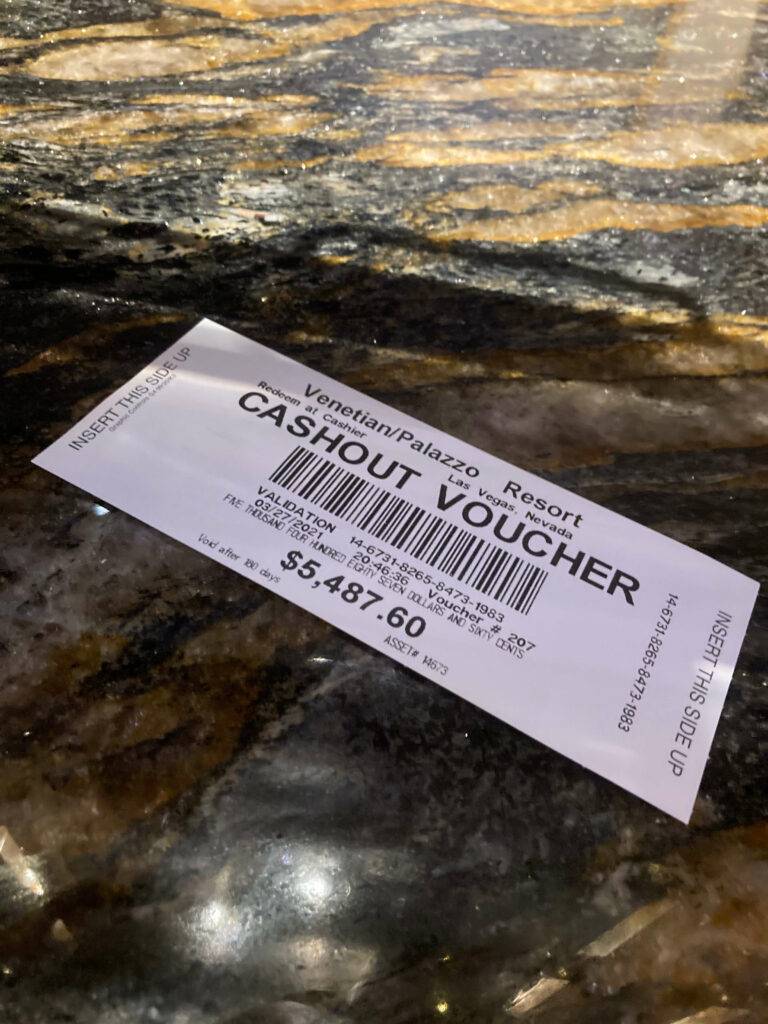 INSERT THIS SIDE UP
Venetian/Palazzo Resort
Redeem at Cashier
Las Vegas, Nevada
CASHOUT VOUCHER
VALIDATION 14-6731-8265-8473-1983
03/27/2021 20:46:36 Voucher # 207
FIVE THOUSAND FOUR HUNDRED EIGHTY SEVEN DOLLARS AND SIXTY CENTS
Void after 180 days
$5,487.60
ASSET# 14673
14-6731-8265-8473-1983
INSERT THIS SIDE UP